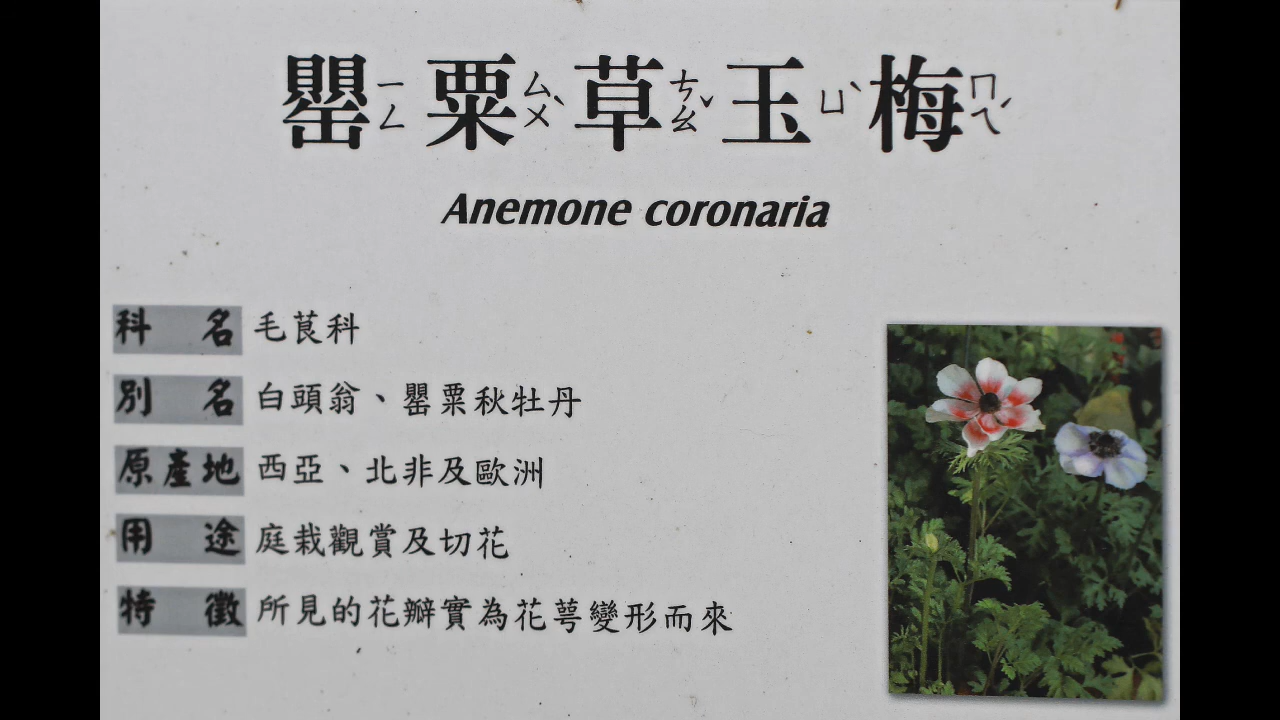 罌ㄧㄥ粟ㄙㄨˋ草ㄘㄠˇ玉ㄩˋ梅ㄇㄟˊ
Anemone coronaria
科 名 毛茛科
別 名 白頭翁、罌粟秋牡丹
原產地 西亞、北非及歐洲
用 途 庭栽觀賞及切花
特 徵 所見的花瓣實為花萼變形而來